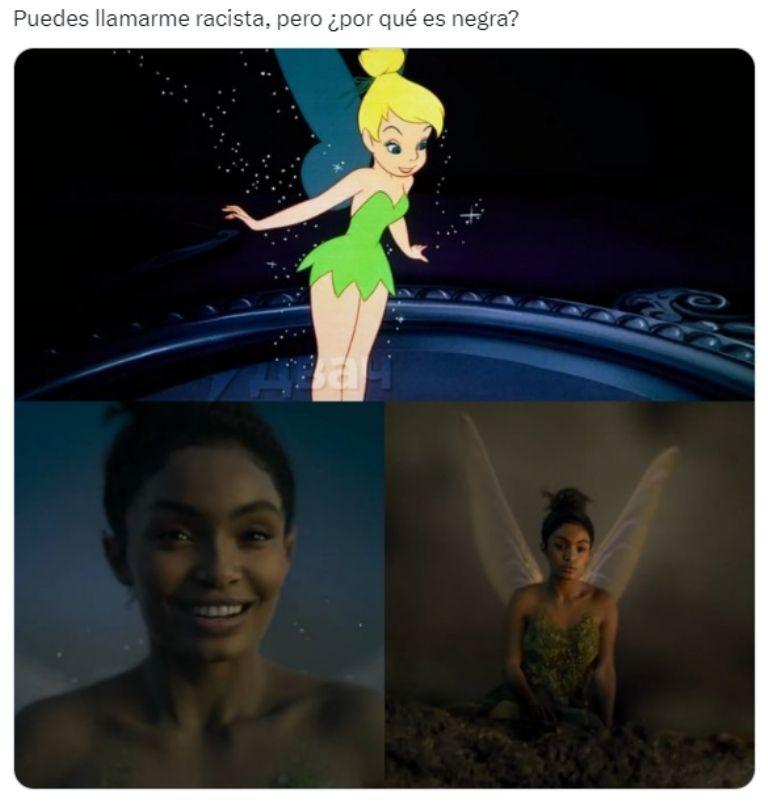 Puedes llamarme racista, pero ¿por qué es negra?
двач